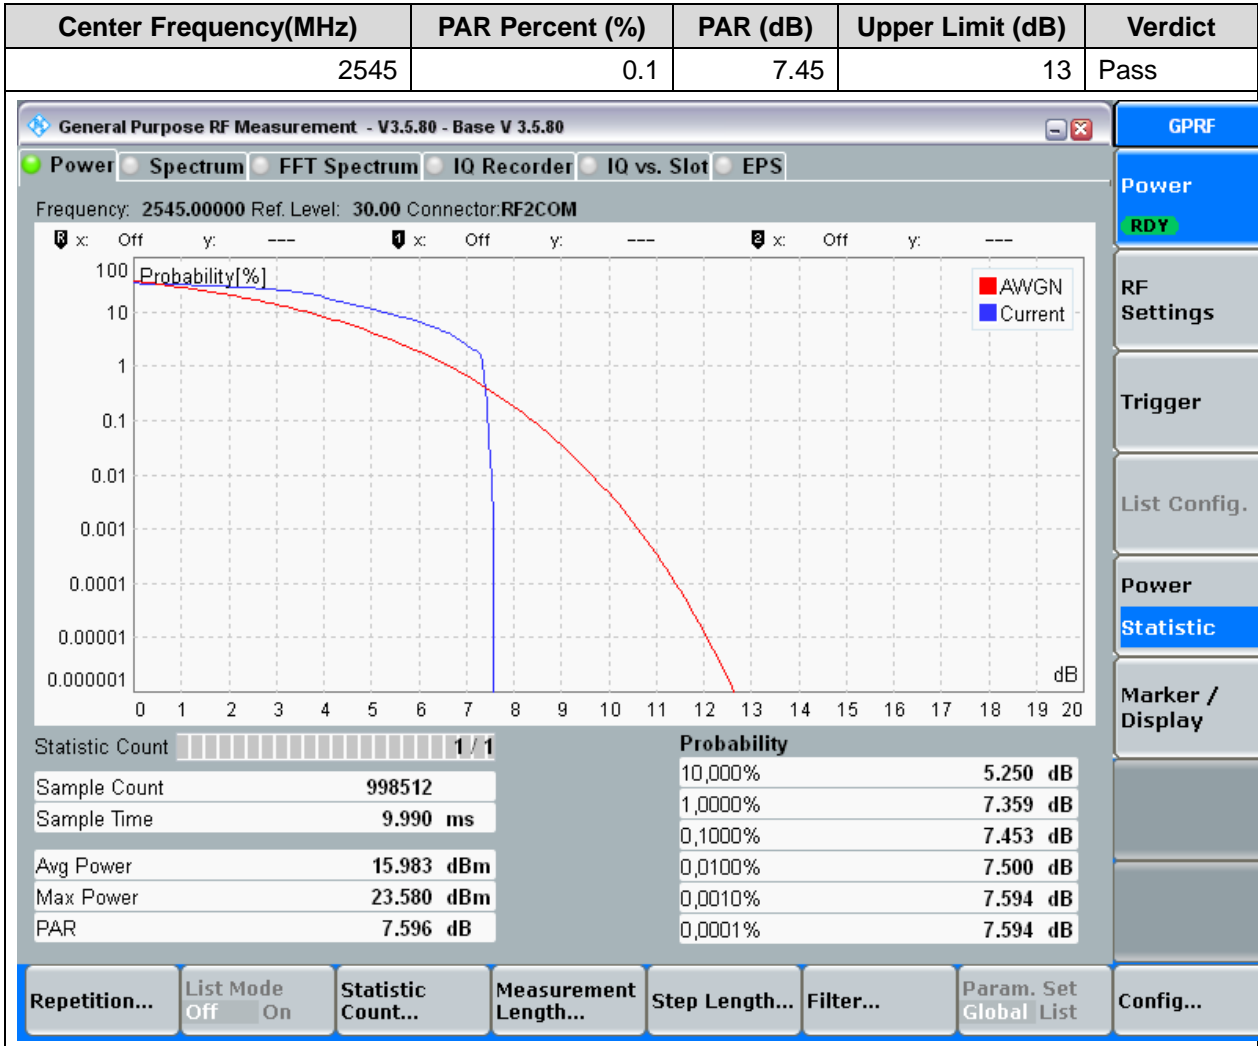 Center Frequency(MHz) PAR Percent (%) PAR (dB) Upper Limit (dB) Verdict
2545 0.1 7.45 13 Pass
General Purpose RF Measurement - V3.5.80 - Base V 3.5.80
GPRF
Power Spectrum FFT Spectrum IQ Recorder IQ vs. Slot EPS
Power
RDY
Frequency: 2545.00000 Ref. Level: 30.00 Connector:RF2COM
R x: Off y: --- 1 x: Off y: --- 2 x: Off y: ---
100 Probability[%]
AWGN
Current
10
1
0.1
0.01
0.001
0.0001
0.00001
0.000001
dB
0 1 2 3 4 5 6 7 8 9 10 11 12 13 14 15 16 17 18 19 20
RF
Settings
Trigger
List Config.
Power
Statistic
Marker /
Display
Statistic Count 1 / 1
Sample Count 998512
Sample Time 9.990 ms
Avg Power 15.983 dBm
Max Power 23.580 dBm
PAR 7.596 dB
Probability
10,000% 5.250 dB
1,0000% 7.359 dB
0,1000% 7.453 dB
0,0100% 7.500 dB
0,0010% 7.594 dB
0,0001% 7.594 dB
Repetition...
List Mode
Off On
Statistic
Count...
Measurement
Length...
Step Length...
Filter...
Param. Set
Global List
Config...